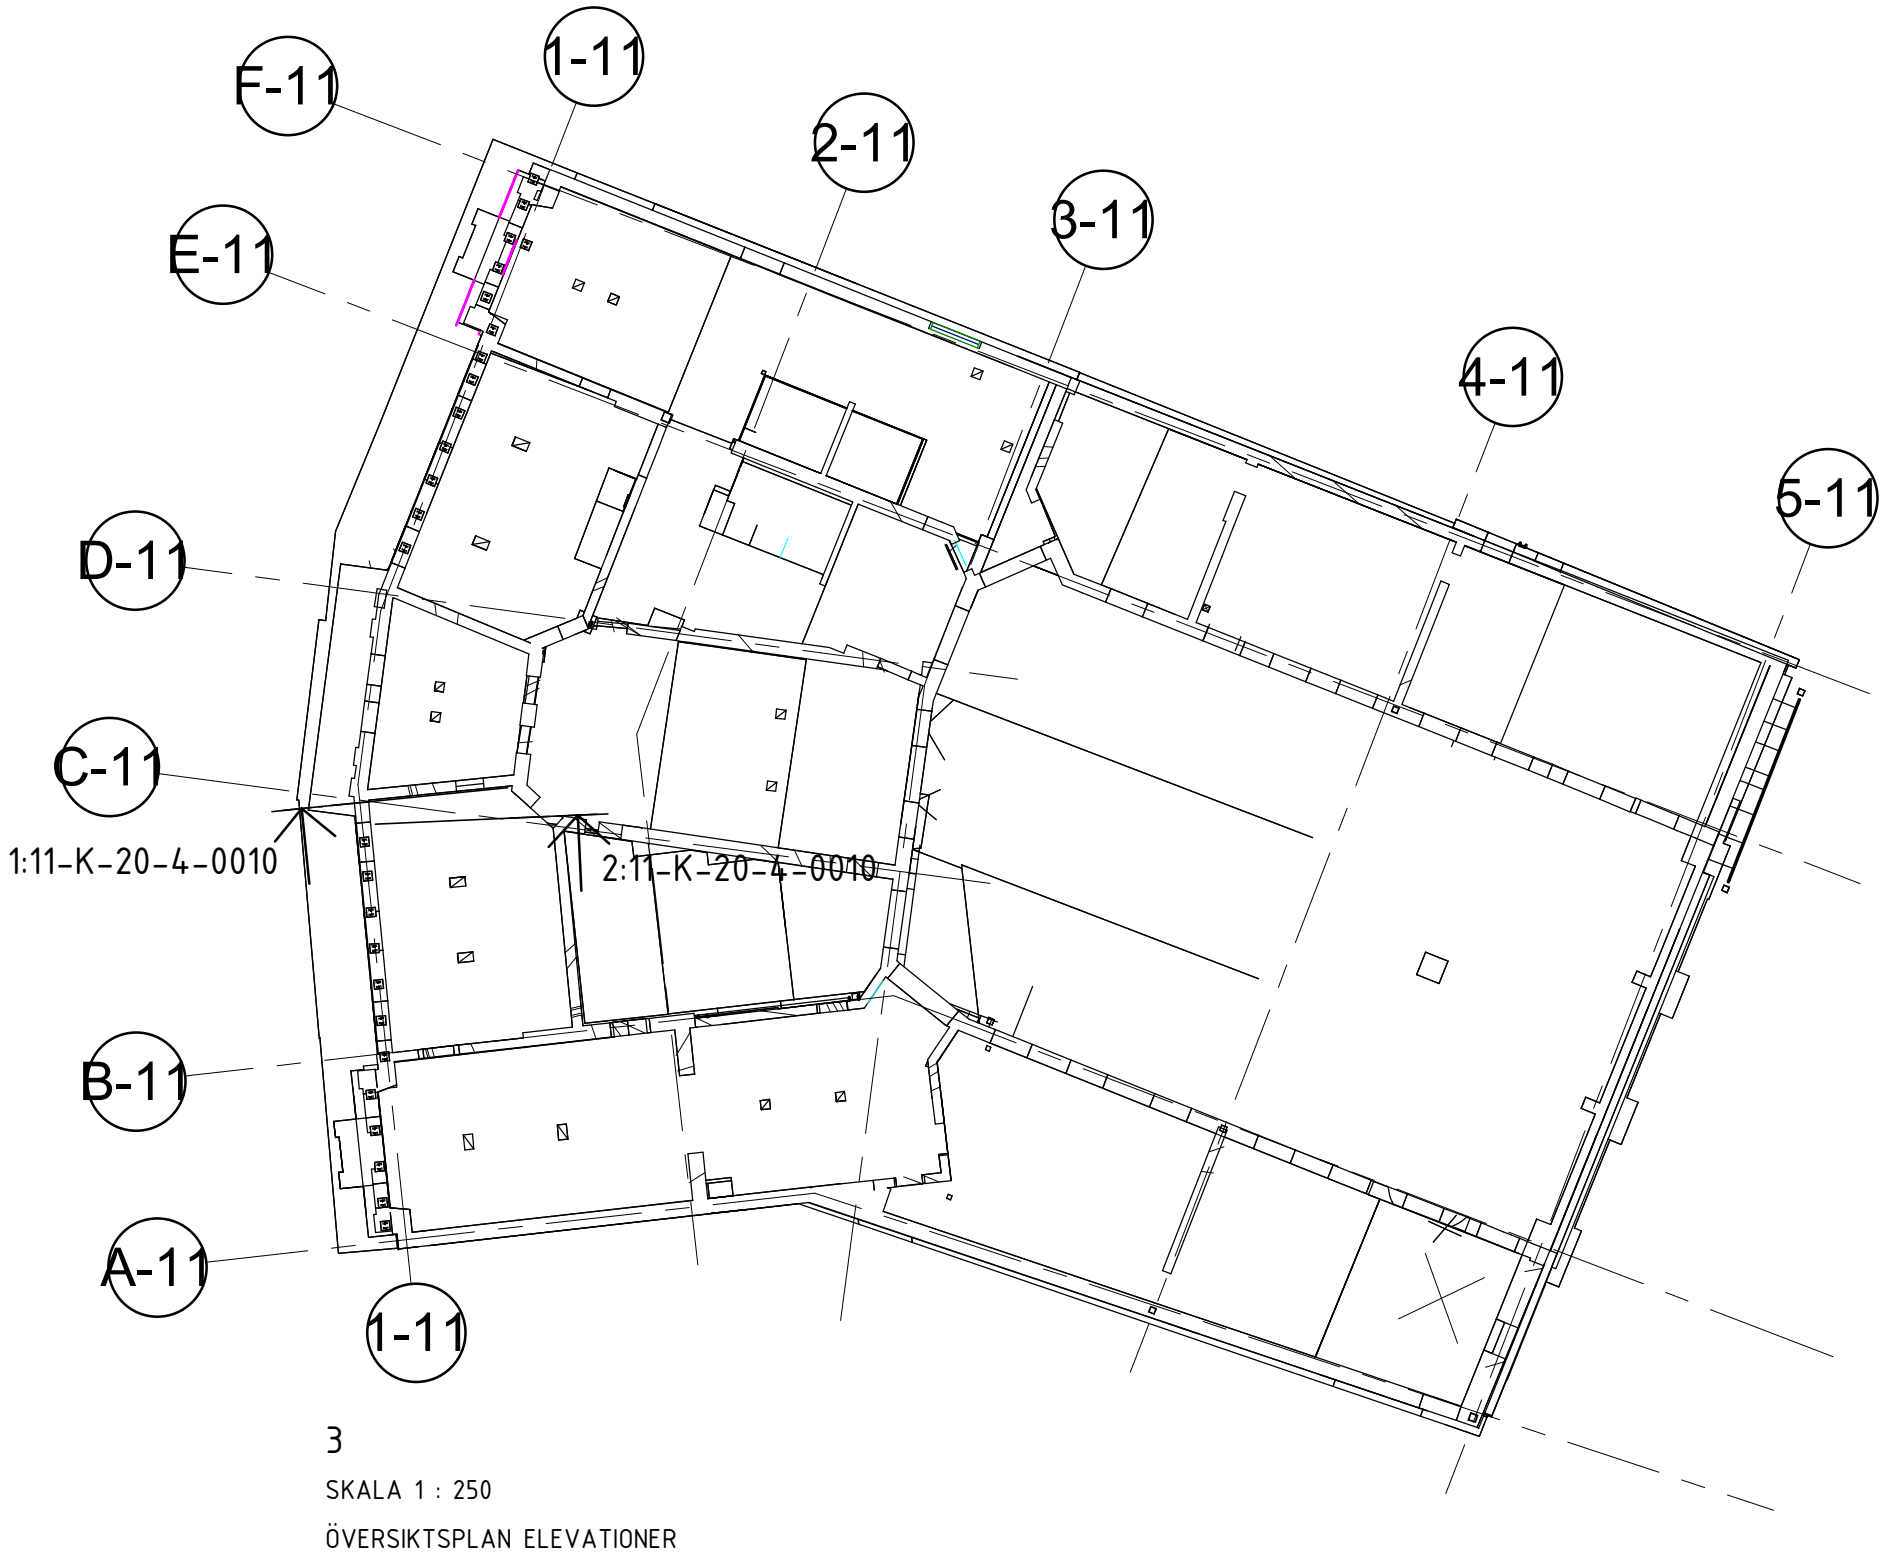 1-11
F-11
2-11
3-11
E-11
4-11
5-11
D-11
C-11
1:11-K-20-4-0010
2:11-K-20-4-0010
B-11
A-11
1-11
3
SKALA 1 : 250
ÖVERSIKTSPLAN ELEVATIONER